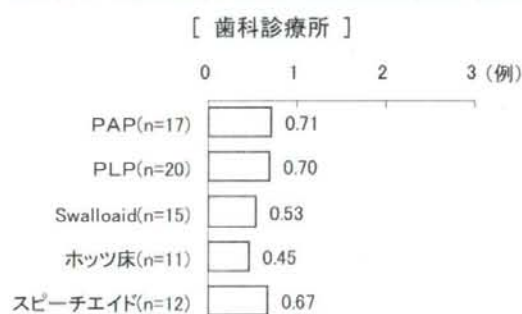 [ 歯科診療所 ]
0 1 2 3 (例)
PAP(n=17) 0.71
PLP(n=20) 0.70
Swalloaid(n=15) 0.53
ホッツ床(n=11) 0.45
スピーチエイド(n=12) 0.67